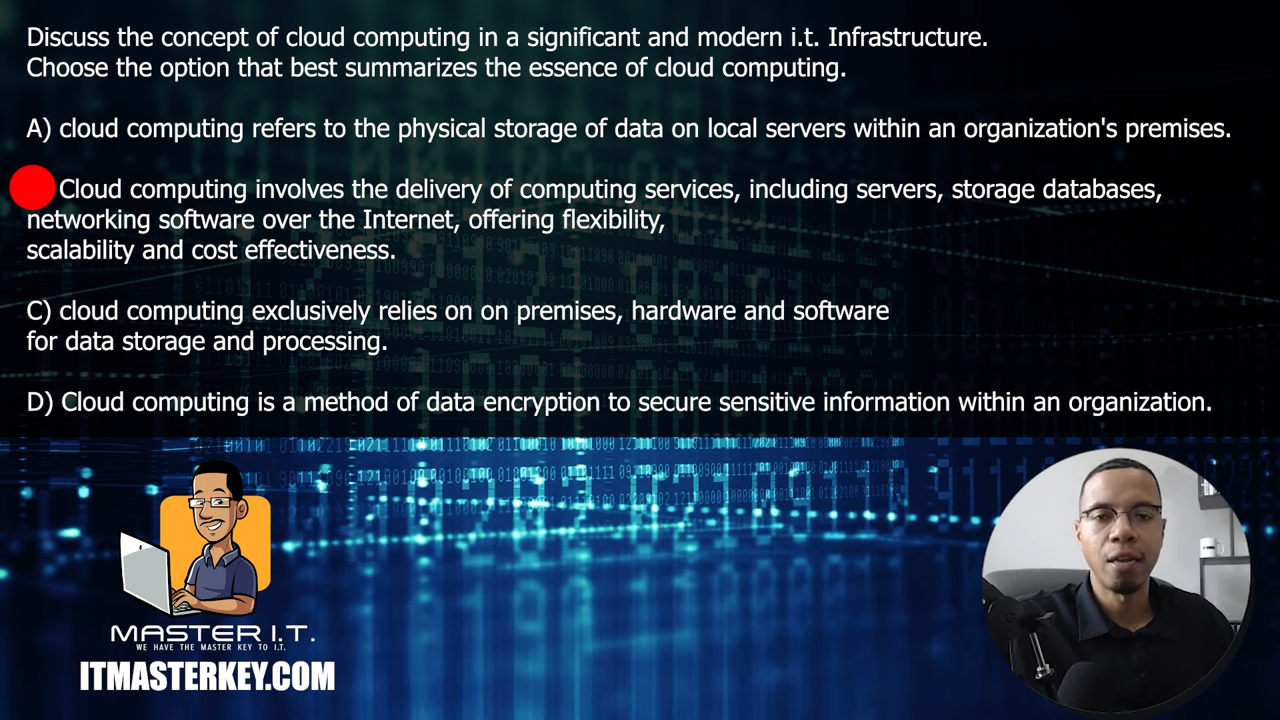 Discuss the concept of cloud computing in a significant and modern i.t. Infrastructure.
Choose the option that best summarizes the essence of cloud computing.
A) cloud computing refers to the physical storage of data on local servers within an organization's premises.
Cloud computing involves the delivery of computing services, including servers, storage databases,
networking software over the Internet, offering flexibility,
scalability and cost effectiveness.
C) cloud computing exclusively relies on on premises, hardware and software
for data storage and processing.
D) Cloud computing is a method of data encryption to secure sensitive information within an organization.
MASTER I.T.
WE HAVE THE MASTER KEY TO I.T.
ITMASTERKEY.COM